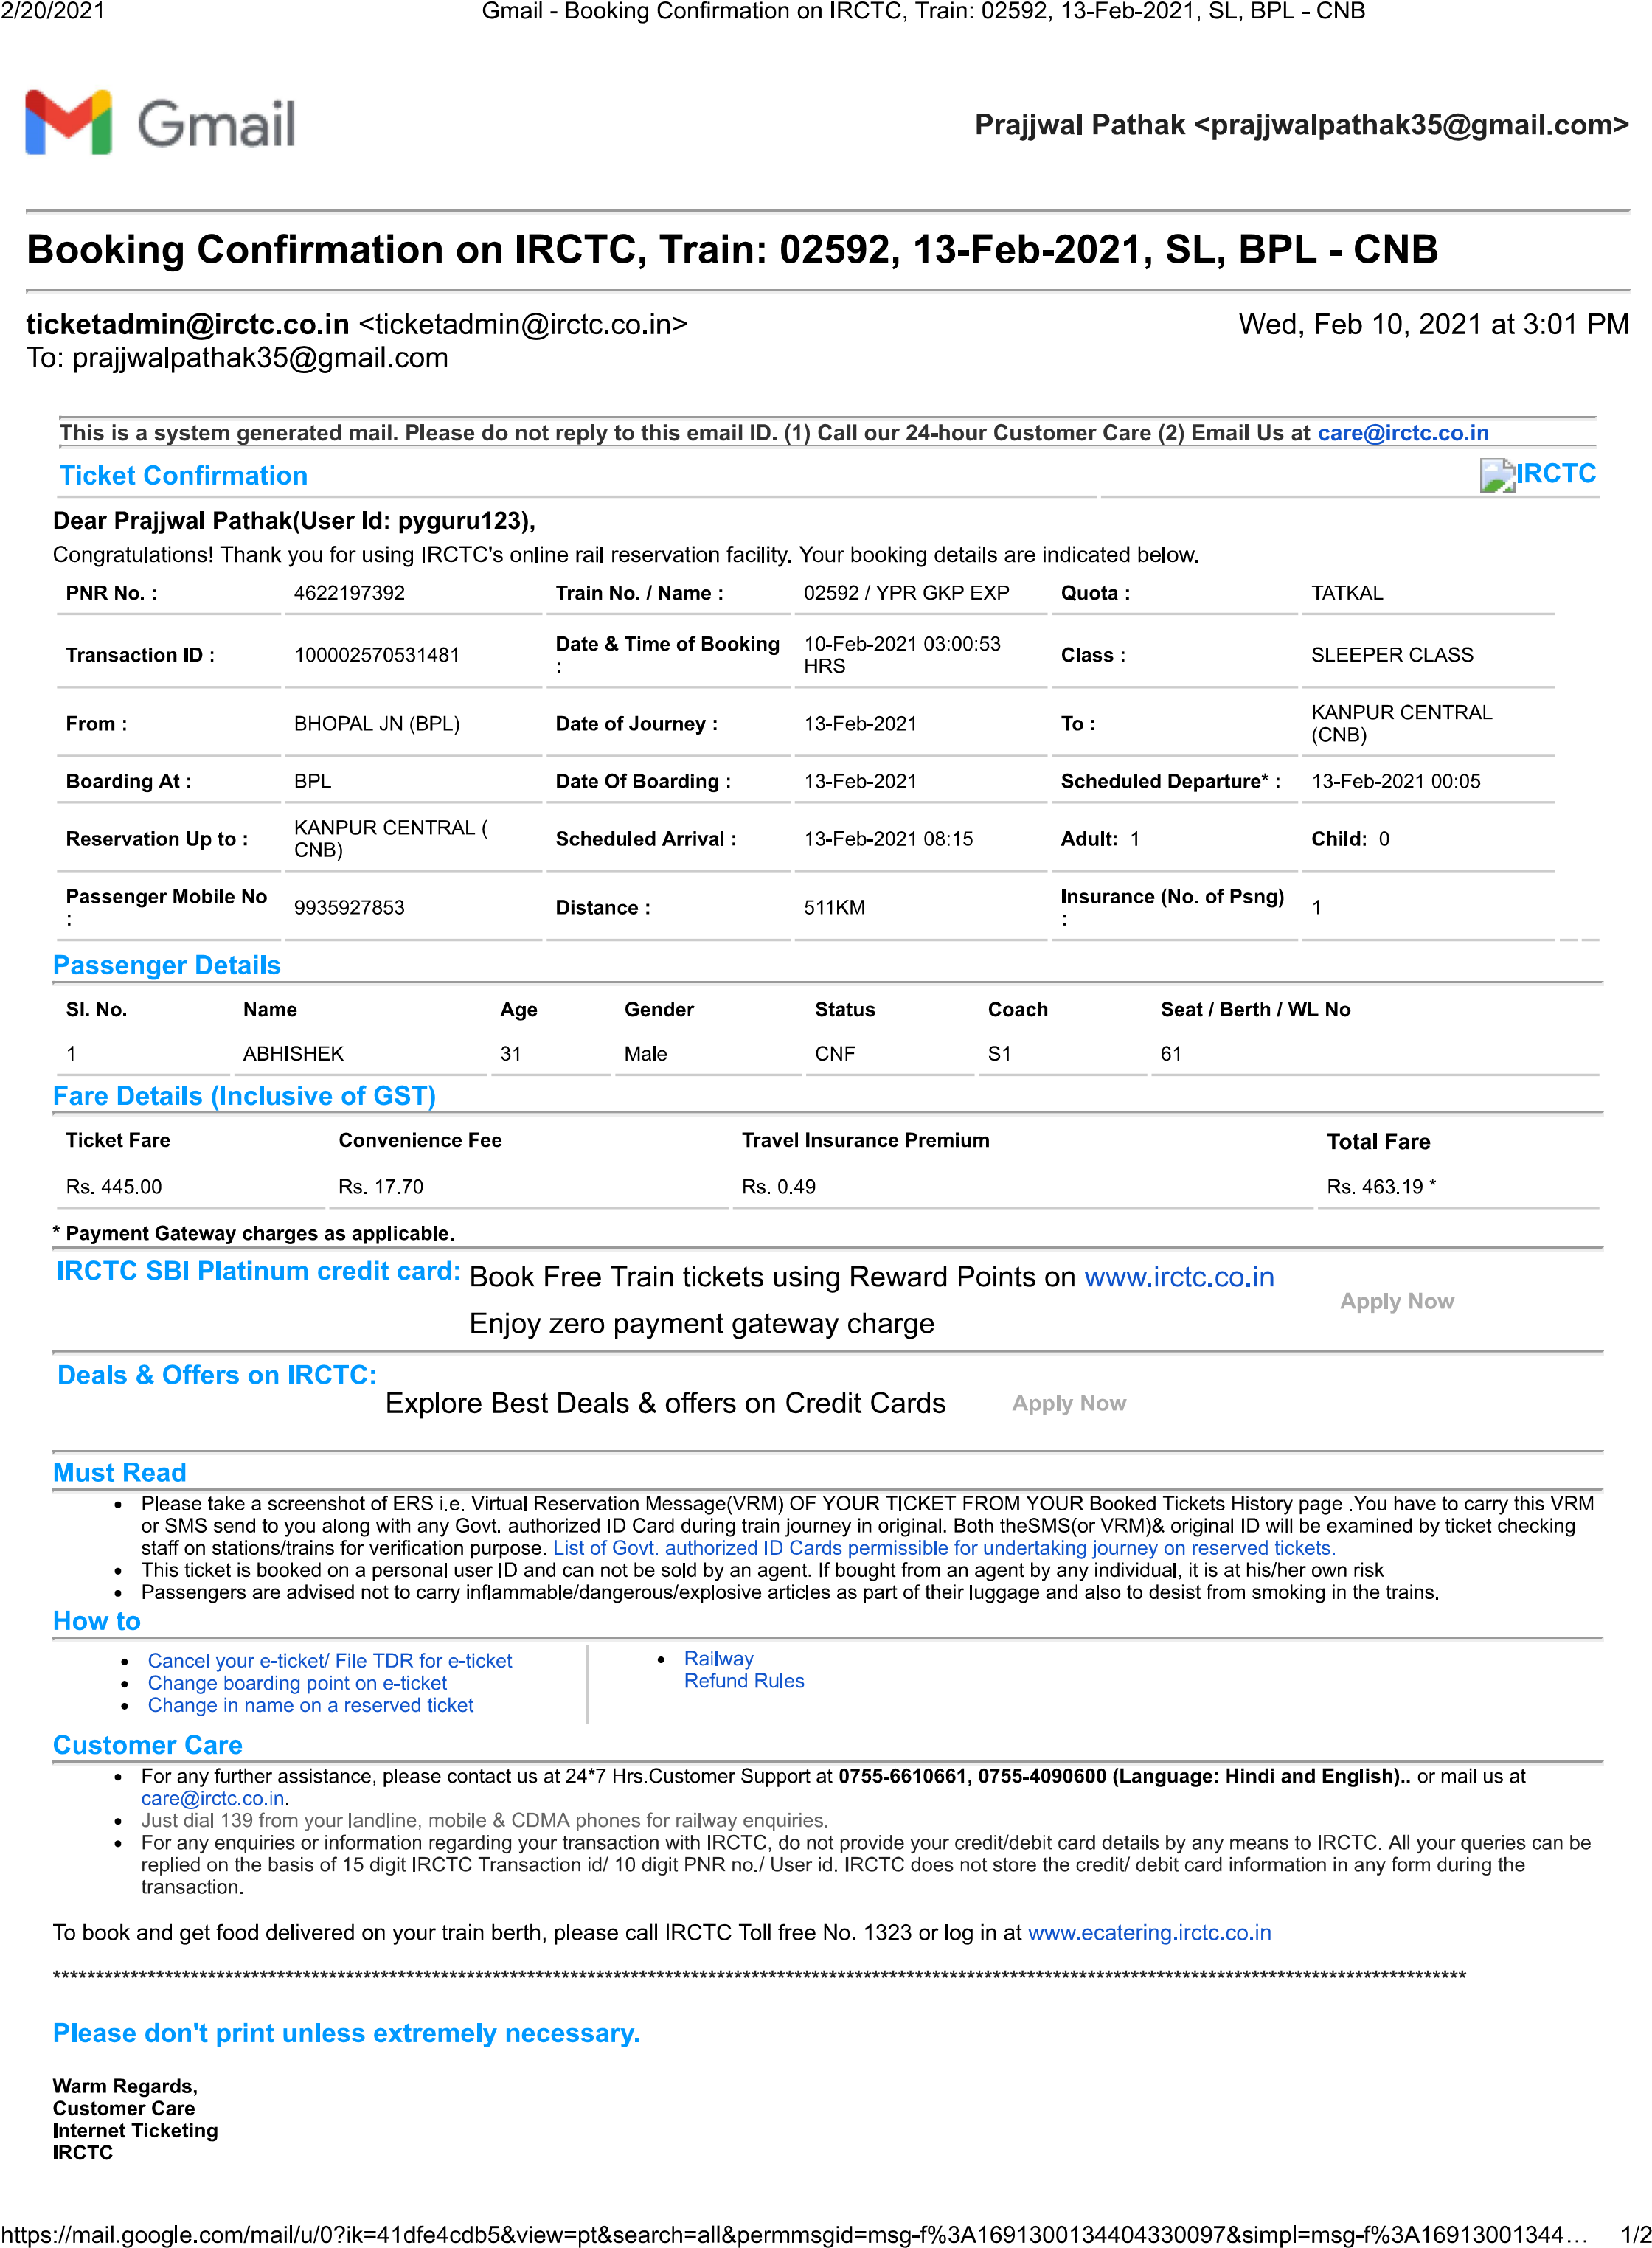 2/20/2021 Gmail - Booking Confirmation on IRCTC, Train: 02592, 13-Feb-2021, SL, BPL - CNB
Gmail
Prajjwal Pathak <prajjwalpathak35@gmail.com>
Booking Confirmation on IRCTC, Train: 02592, 13-Feb-2021, SL, BPL - CNB
ticketadmin@irctc.co.in <ticketadmin@irctc.co.in> Wed, Feb 10, 2021 at 3:01 PM
To: prajjwalpathak35@gmail.com
This is a system generated mail. Please do not reply to this email ID. (1) Call our 24-hour Customer Care (2) Email Us at care@irctc.co.in
Ticket Confirmation IRCTC
Dear Prajjwal Pathak(User Id: pyguru123),
Congratulations! Thank you for using IRCTC's online rail reservation facility. Your booking details are indicated below.
PNR No. : 4622197392 Train No. / Name : 02592 / YPR GKP EXP Quota : TATKAL
Transaction ID : 100002570531481 Date & Time of Booking : 10-Feb-2021 03:00:53 HRS Class : SLEEPER CLASS
From : BHOPAL JN (BPL) Date of Journey : 13-Feb-2021 To : KANPUR CENTRAL (CNB)
Boarding At : BPL Date Of Boarding : 13-Feb-2021 Scheduled Departure* : 13-Feb-2021 00:05
Reservation Up to : KANPUR CENTRAL ( CNB) Scheduled Arrival : 13-Feb-2021 08:15 Adult: 1 Child: 0
Passenger Mobile No : 9935927853 Distance : 511KM Insurance (No. of Psng) : 1
Passenger Details
Sl. No. Name Age Gender Status Coach Seat / Berth / WL No
1 ABHISHEK 31 Male CNF S1 61
Fare Details (Inclusive of GST)
Ticket Fare Convenience Fee Travel Insurance Premium Total Fare
Rs. 445.00 Rs. 17.70 Rs. 0.49 Rs. 463.19 *
* Payment Gateway charges as applicable.
IRCTC SBI Platinum credit card: Book Free Train tickets using Reward Points on www.irctc.co.in
Enjoy zero payment gateway charge
Apply Now
Deals & Offers on IRCTC:
Explore Best Deals & offers on Credit Cards Apply Now
Must Read
• Please take a screenshot of ERS i.e. Virtual Reservation Message(VRM) OF YOUR TICKET FROM YOUR Booked Tickets History page .You have to carry this VRM
or SMS send to you along with any Govt. authorized ID Card during train journey in original. Both theSMS(or VRM)& original ID will be examined by ticket checking
staff on stations/trains for verification purpose. List of Govt. authorized ID Cards permissible for undertaking journey on reserved tickets.
• This ticket is booked on a personal user ID and can not be sold by an agent. If bought from an agent by any individual, it is at his/her own risk
• Passengers are advised not to carry inflammable/dangerous/explosive articles as part of their luggage and also to desist from smoking in the trains.
How to
• Cancel your e-ticket/ File TDR for e-ticket
• Change boarding point on e-ticket
• Change in name on a reserved ticket
• Railway
Refund Rules
Customer Care
• For any further assistance, please contact us at 24*7 Hrs.Customer Support at 0755-6610661, 0755-4090600 (Language: Hindi and English).. or mail us at
care@irctc.co.in.
• Just dial 139 from your landline, mobile & CDMA phones for railway enquiries.
• For any enquiries or information regarding your transaction with IRCTC, do not provide your credit/debit card details by any means to IRCTC. All your queries can be
replied on the basis of 15 digit IRCTC Transaction id/ 10 digit PNR no./ User id. IRCTC does not store the credit/ debit card information in any form during the
transaction.
To book and get food delivered on your train berth, please call IRCTC Toll free No. 1323 or log in at www.ecatering.irctc.co.in
********************************************************************************************************************************************************************
Please don't print unless extremely necessary.
Warm Regards,
Customer Care
Internet Ticketing
IRCTC
https://mail.google.com/mail/u/0?ik=41dfe4cdb5&view=pt&search=all&permmsgid=msg-f%3A1691300134404330097&simpl=msg-f%3A16913001344… 1/2